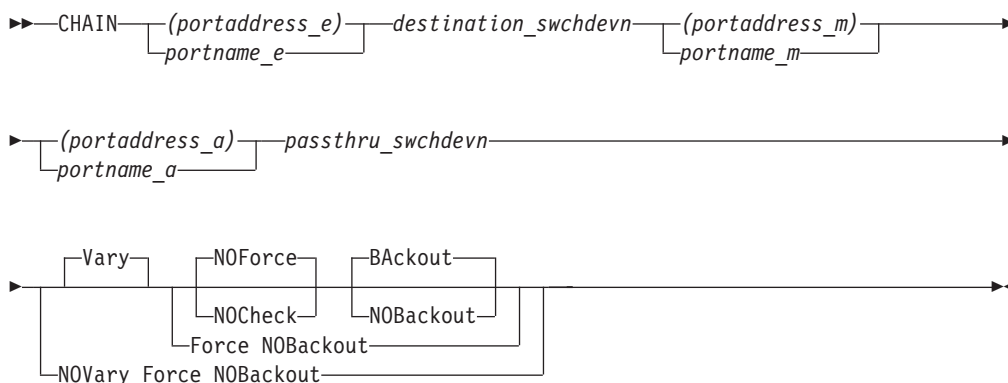 CHAIN (portaddress_e) destination_swchdevn (portaddress_m)
portname_e portname_m
(portaddress_a) passthru_swchdevn
portname_a
Vary NOForce BAckout
NOCheck NOBackout
Force NOBackout
NOVary Force NOBackout